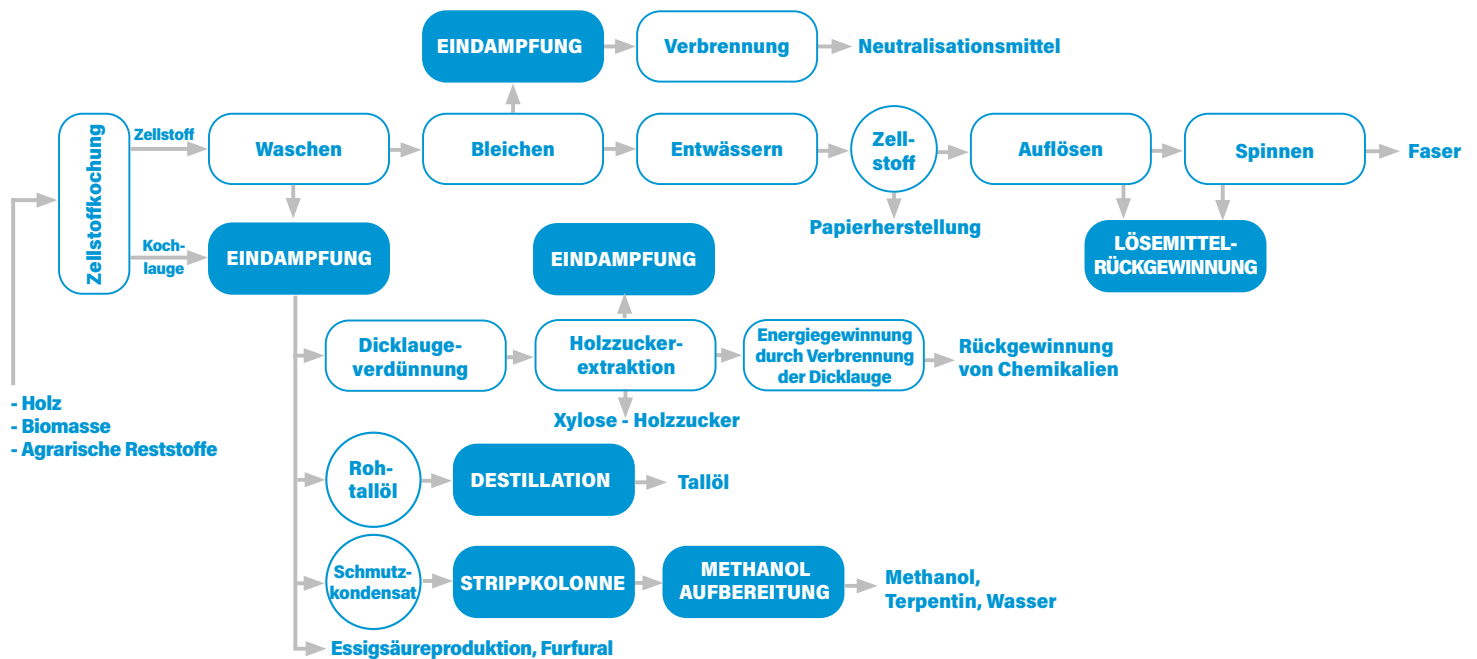 EINDAMPFUNG
Verbrennung
Neutralisationsmittel
Zellstoffkochung
Zellstoff
Waschen
Bleichen
Entwässern
Zell-
stoff
Auflösen
Spinnen
Faser
Papierherstellung
Koch-
lauge
EINDAMPFUNG
EINDAMPFUNG
LÖSEMITTEL-
RÜCKGEWINNUNG
Dicklauge-
verdünnung
Holzzucker-
extraktion
Energiegewinnung
durch Verbrennung
der Dicklauge
Rückgewinnung
von Chemikalien
- Holz
- Biomasse
- Agrarische Reststoffe
Xylose - Holzzucker
Roh-
tallöl
DESTILLATION
Tallöl
Schmutz-
kondensat
STRIPPKOLONNE
METHANOL
AUFBEREITUNG
Methanol,
Terpentin, Wasser
Essigsäureproduktion, Furfural